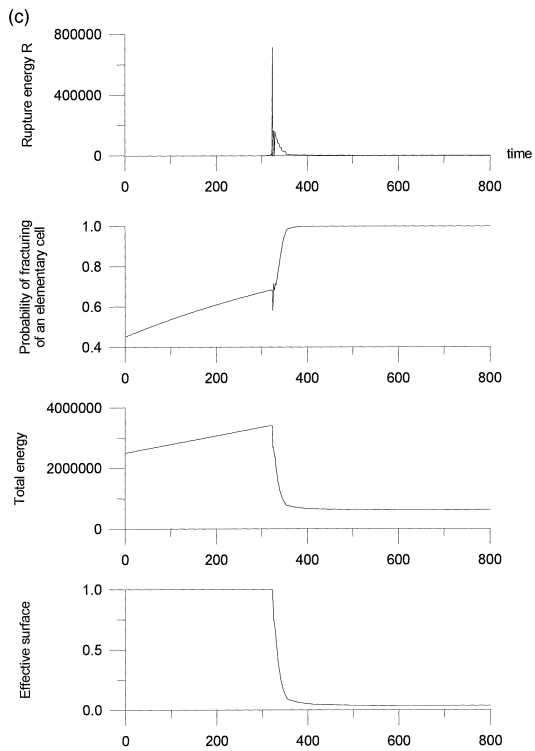 (c)
Rupture energy R
800000
400000
0
time
0 200 400 600 800
Probability of fracturing
of an elementary cell
1.0
0.8
0.6
0.4
0 200 400 600 800
Total energy
4000000
2000000
0
0 200 400 600 800
Effective surface
1.0
0.5
0.0
0 200 400 600 800